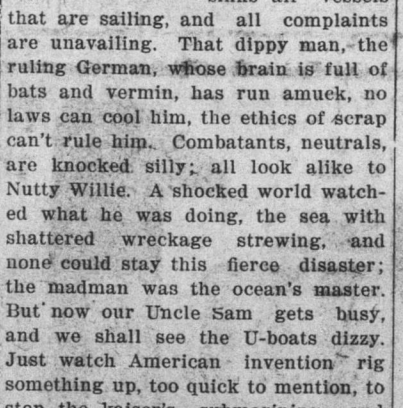 all vessels
that are sailing, and all complaints
are unavailing. That dippy man, the
ruling German, whose brain is full of
bats and vermin, has run amuck, no
laws can cool him, the ethics of scrap
can't rule him. Combatants, neutrals,
are knocked silly; all look alike to
Nutty Willie. A shocked world watch-
ed what he was doing, the sea with
shattered wreckage strewing, and
none could stay this fierce disaster;
the madman was the ocean's master.
But now our Uncle Sam gets busy,
and we shall see the U-boats dizzy.
Just watch American invention rig
something up, too quick to mention, to
stop the kaiser's